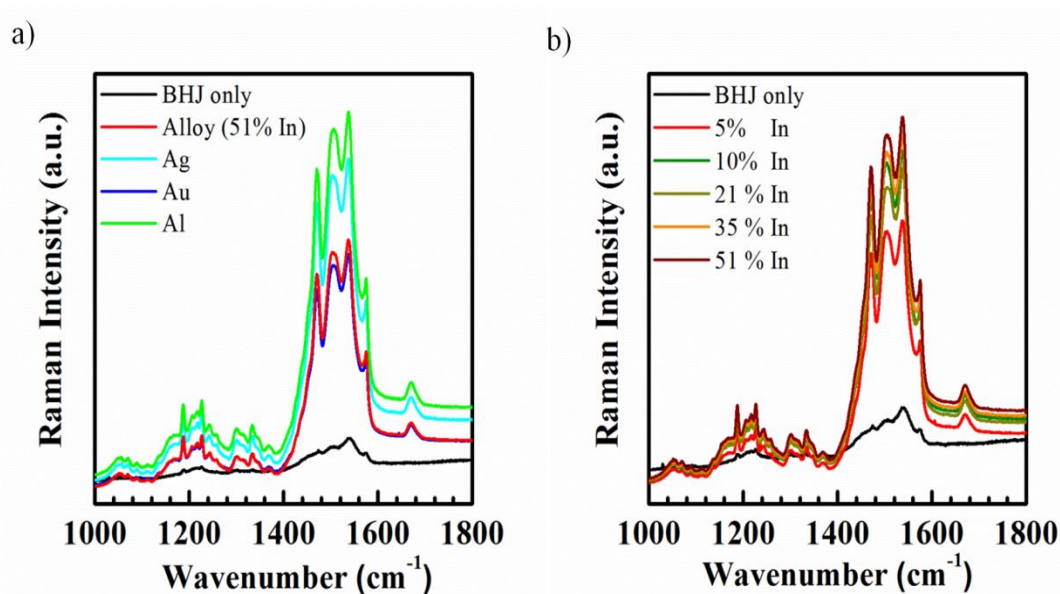 a)
BHJ only
Alloy (51% In)
Ag
Au
Al
Raman Intensity (a.u.)
1000 1200 1400 1600 1800
Wavenumber (cm-1)
b)
BHJ only
5% In
10% In
21 % In
35 % In
51 % In
Raman Intensity (a.u.)
1000 1200 1400 1600 1800
Wavenumber (cm-1)